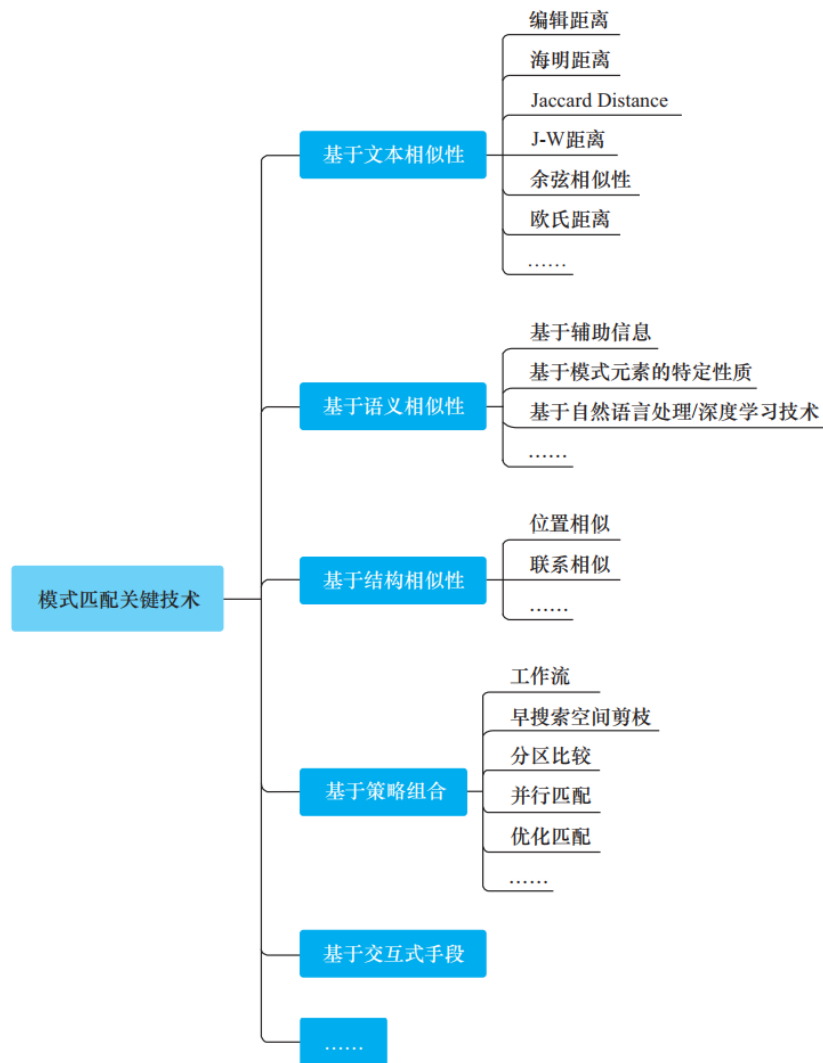 模式匹配关键技术
基于文本相似性
编辑距离
海明距离
Jaccard Distance
J-W距离
余弦相似性
欧氏距离
……
基于语义相似性
基于辅助信息
基于模式元素的特定性质
基于自然语言处理/深度学习技术
……
基于结构相似性
位置相似
联系相似
……
基于策略组合
工作流
早搜索空间剪枝
分区比较
并行匹配
优化匹配
……
基于交互式手段
……